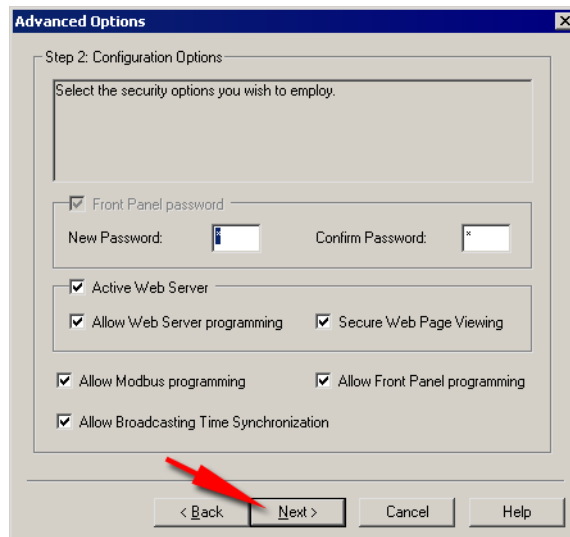 Advanced Options
Step 2: Configuration Options
Select the security options you wish to employ.
Front Panel password
New Password: * Confirm Password: *
Active Web Server
Allow Web Server programming Secure Web Page Viewing
Allow Modbus programming Allow Front Panel programming
Allow Broadcasting Time Synchronization
< Back Next > Cancel Help